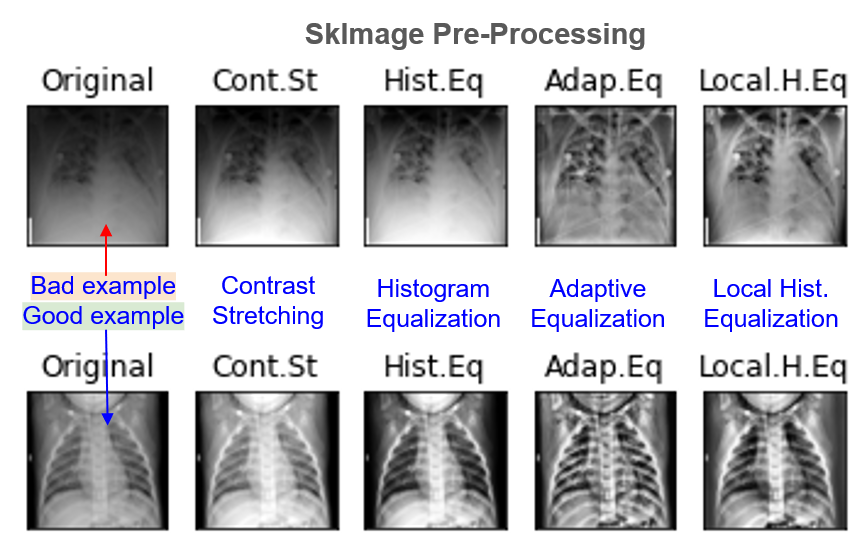 SkImage Pre-Processing
Original Cont.St Hist.Eq Adap.Eq Local.H.Eq
Bad example
Good example
Contrast
Stretching
Histogram
Equalization
Adaptive
Equalization
Local Hist.
Equalization
Original Cont.St Hist.Eq Adap.Eq Local.H.Eq